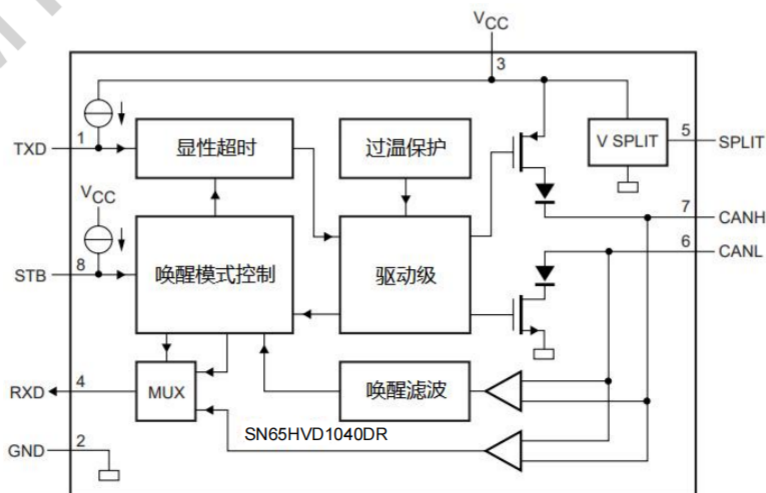 VCC
3
TXD
1
显性超时
过温保护
V SPLIT
5
SPLIT
VCC
7
CANH
6
CANL
STB
8
唤醒模式控制
驱动级
RXD
4
MUX
唤醒滤波
SN65HVD1040DR
GND
2